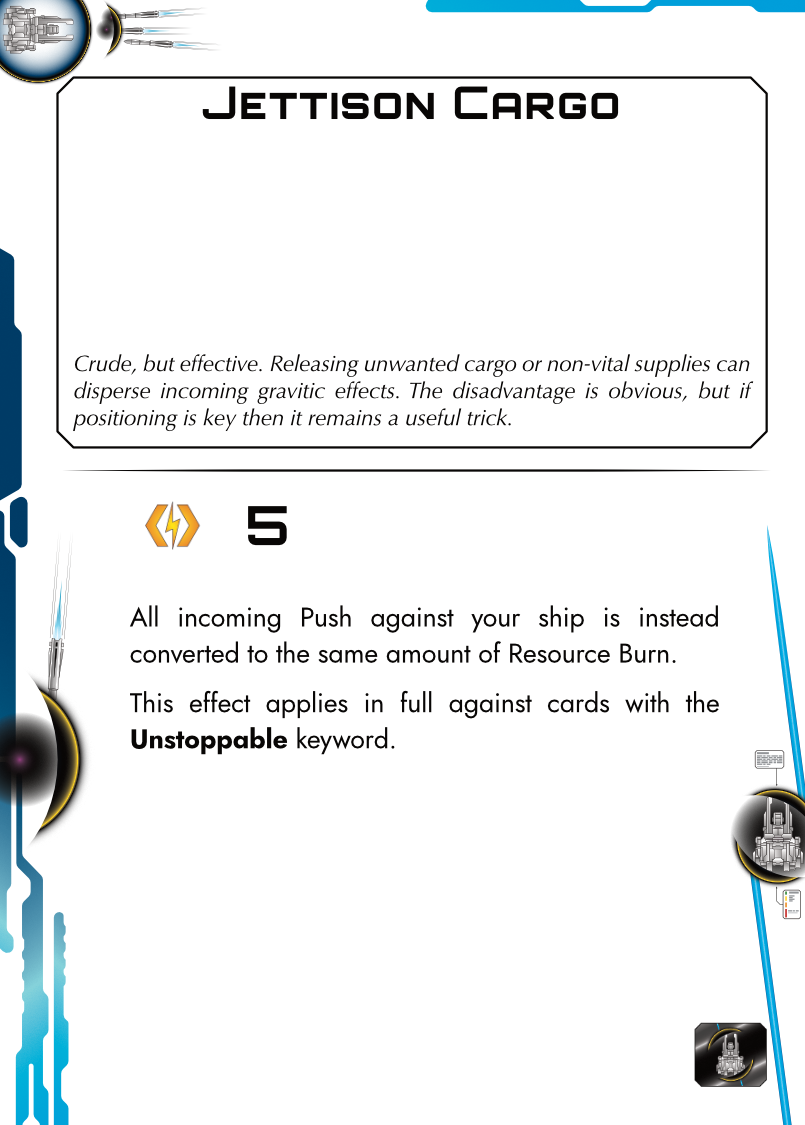 Jettison Cargo
Crude, but effective. Releasing unwanted cargo or non-vital supplies can
disperse incoming gravitic effects. The disadvantage is obvious, but if
positioning is key then it remains a useful trick.
5
All incoming Push against your ship is instead
converted to the same amount of Resource Burn.
This effect applies in full against cards with the
Unstoppable keyword.